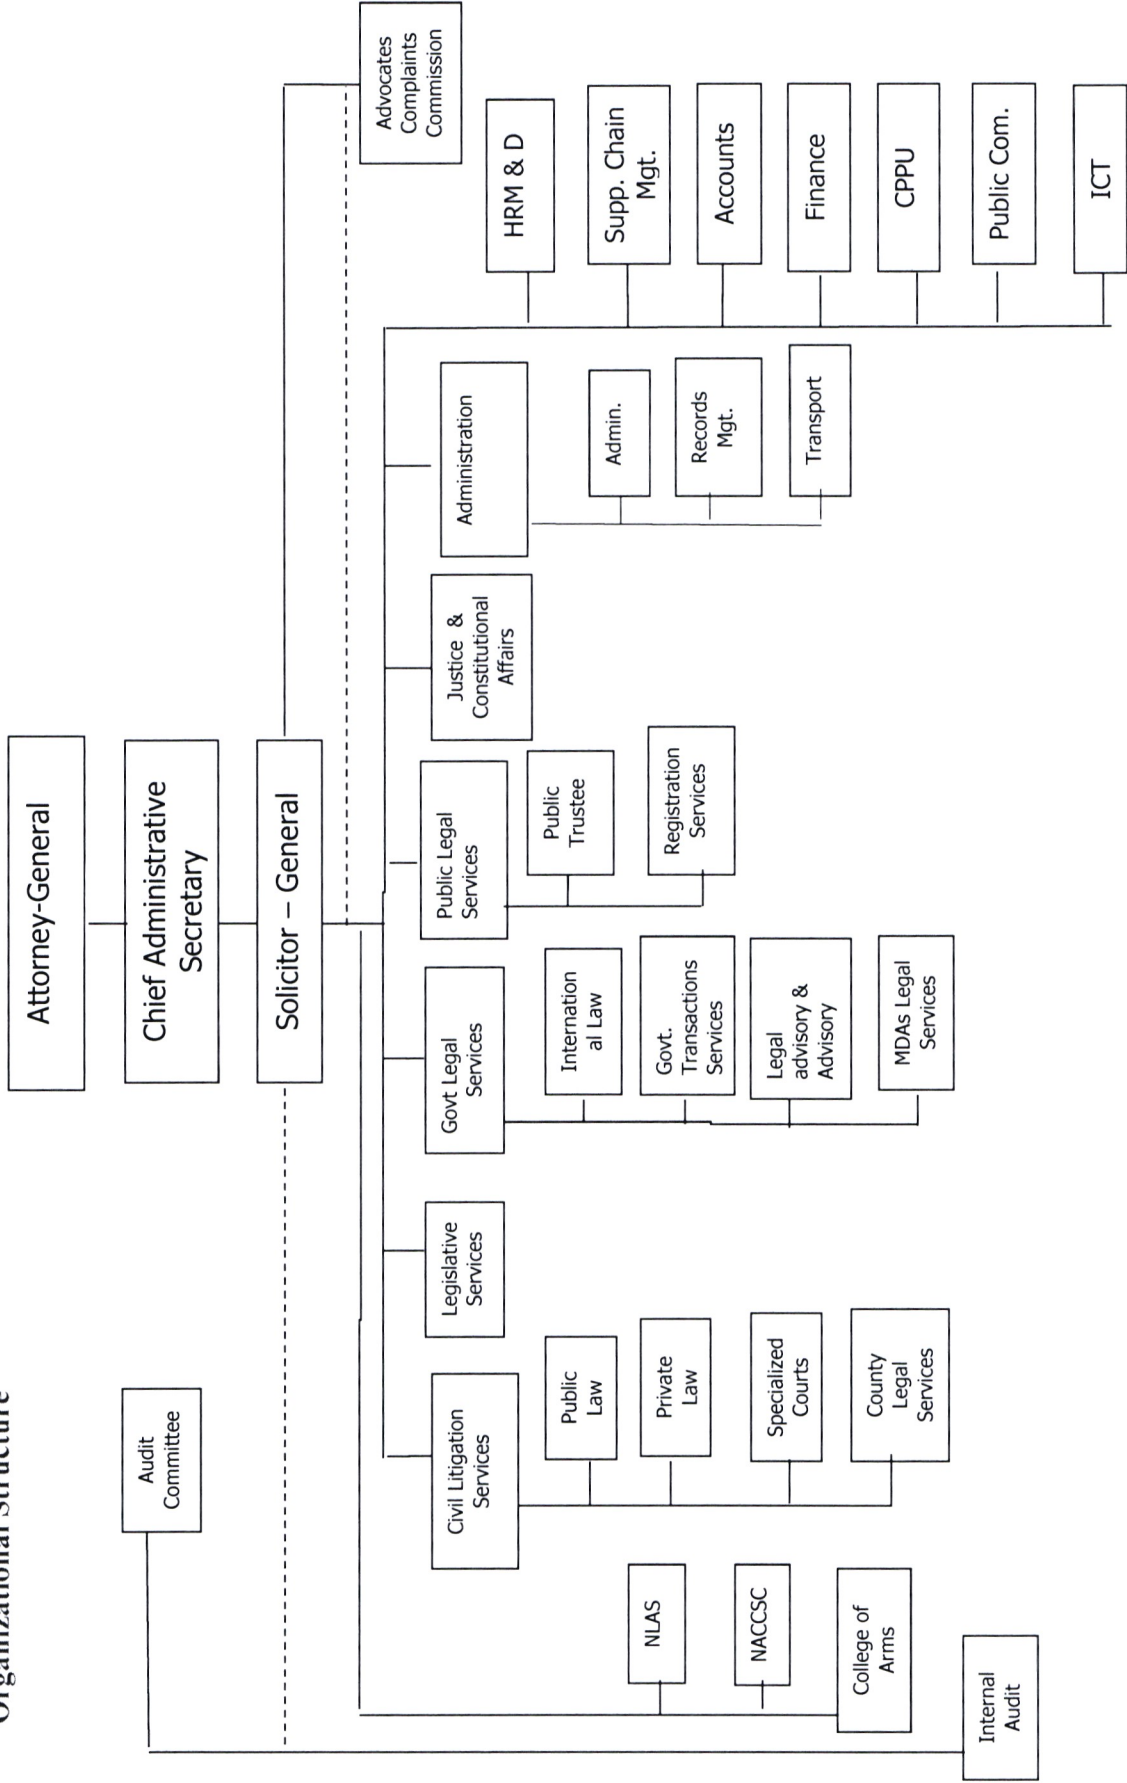 Organizational Structure
Attorney-General
Chief Administrative
Secretary
Solicitor – General
Audit
Committee
Advocates
Complaints
Commission
Civil Litigation
Services
Legislative
Services
Govt Legal
Services
Public Legal
Services
Justice &
Constitutional
Affairs
Administration
NLAS
NACCSC
College of
Arms
Internal
Audit
Public
Law
Private
Law
Specialized
Courts
County
Legal
Services
Internation
al Law
Govt.
Transactions
Services
Legal
advisory &
Advisory
MDAs Legal
Services
Public
Trustee
Registration
Services
Admin.
Records
Mgt.
Transport
HRM & D
Supp. Chain
Mgt.
Accounts
Finance
CPPU
Public Com.
ICT